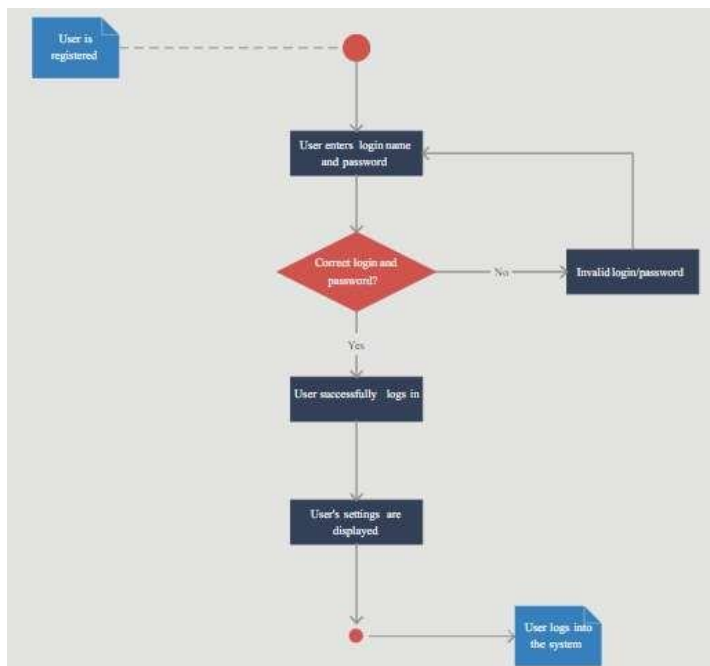 User is
registered
User enters login name
and password
Correct login and
password?
No
Invalid login/password
Yes
User successfully logs in
User's settings are
displayed
User logs into
the system